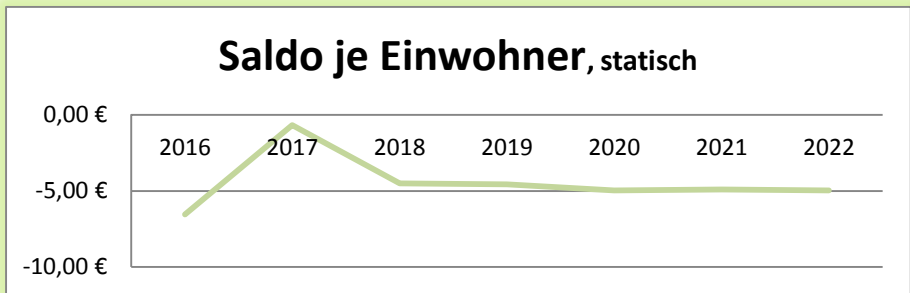 Saldo je Einwohner, statisch
0,00 €
2016 2017 2018 2019 2020 2021 2022
-5,00 €
-10,00 €